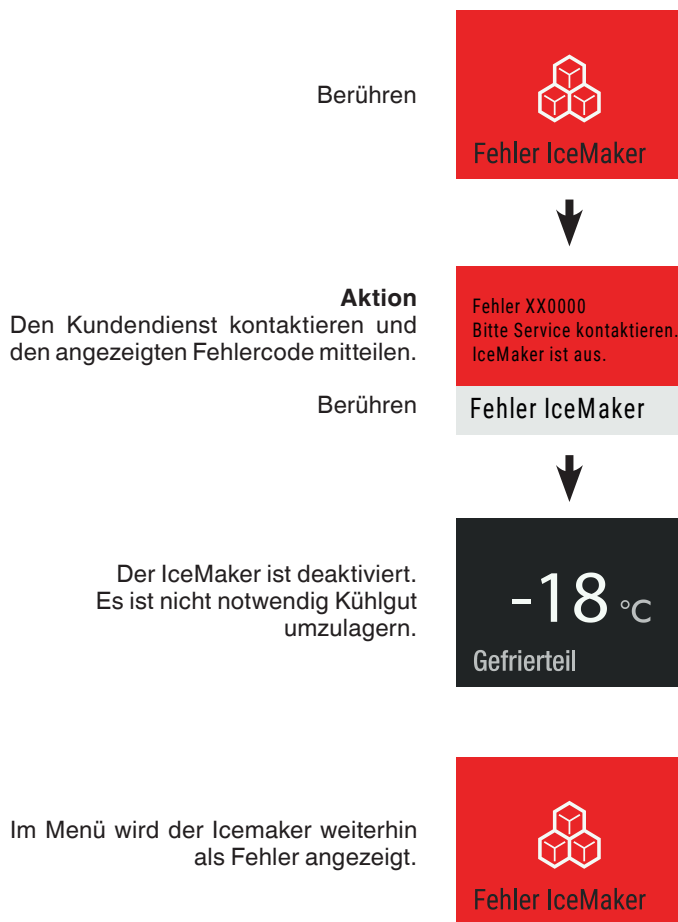 Berühren
Fehler IceMaker
Aktion
Den Kundendienst kontaktieren und
den angezeigten Fehlercode mitteilen.
Fehler XX0000
Bitte Service kontaktieren.
IceMaker ist aus.
Berühren
Fehler IceMaker
Der IceMaker ist deaktiviert.
Es ist nicht notwendig Kühlgut
umzulagern.
-18 °C
Gefrierteil
Im Menü wird der Icemaker weiterhin
als Fehler angezeigt.
Fehler IceMaker